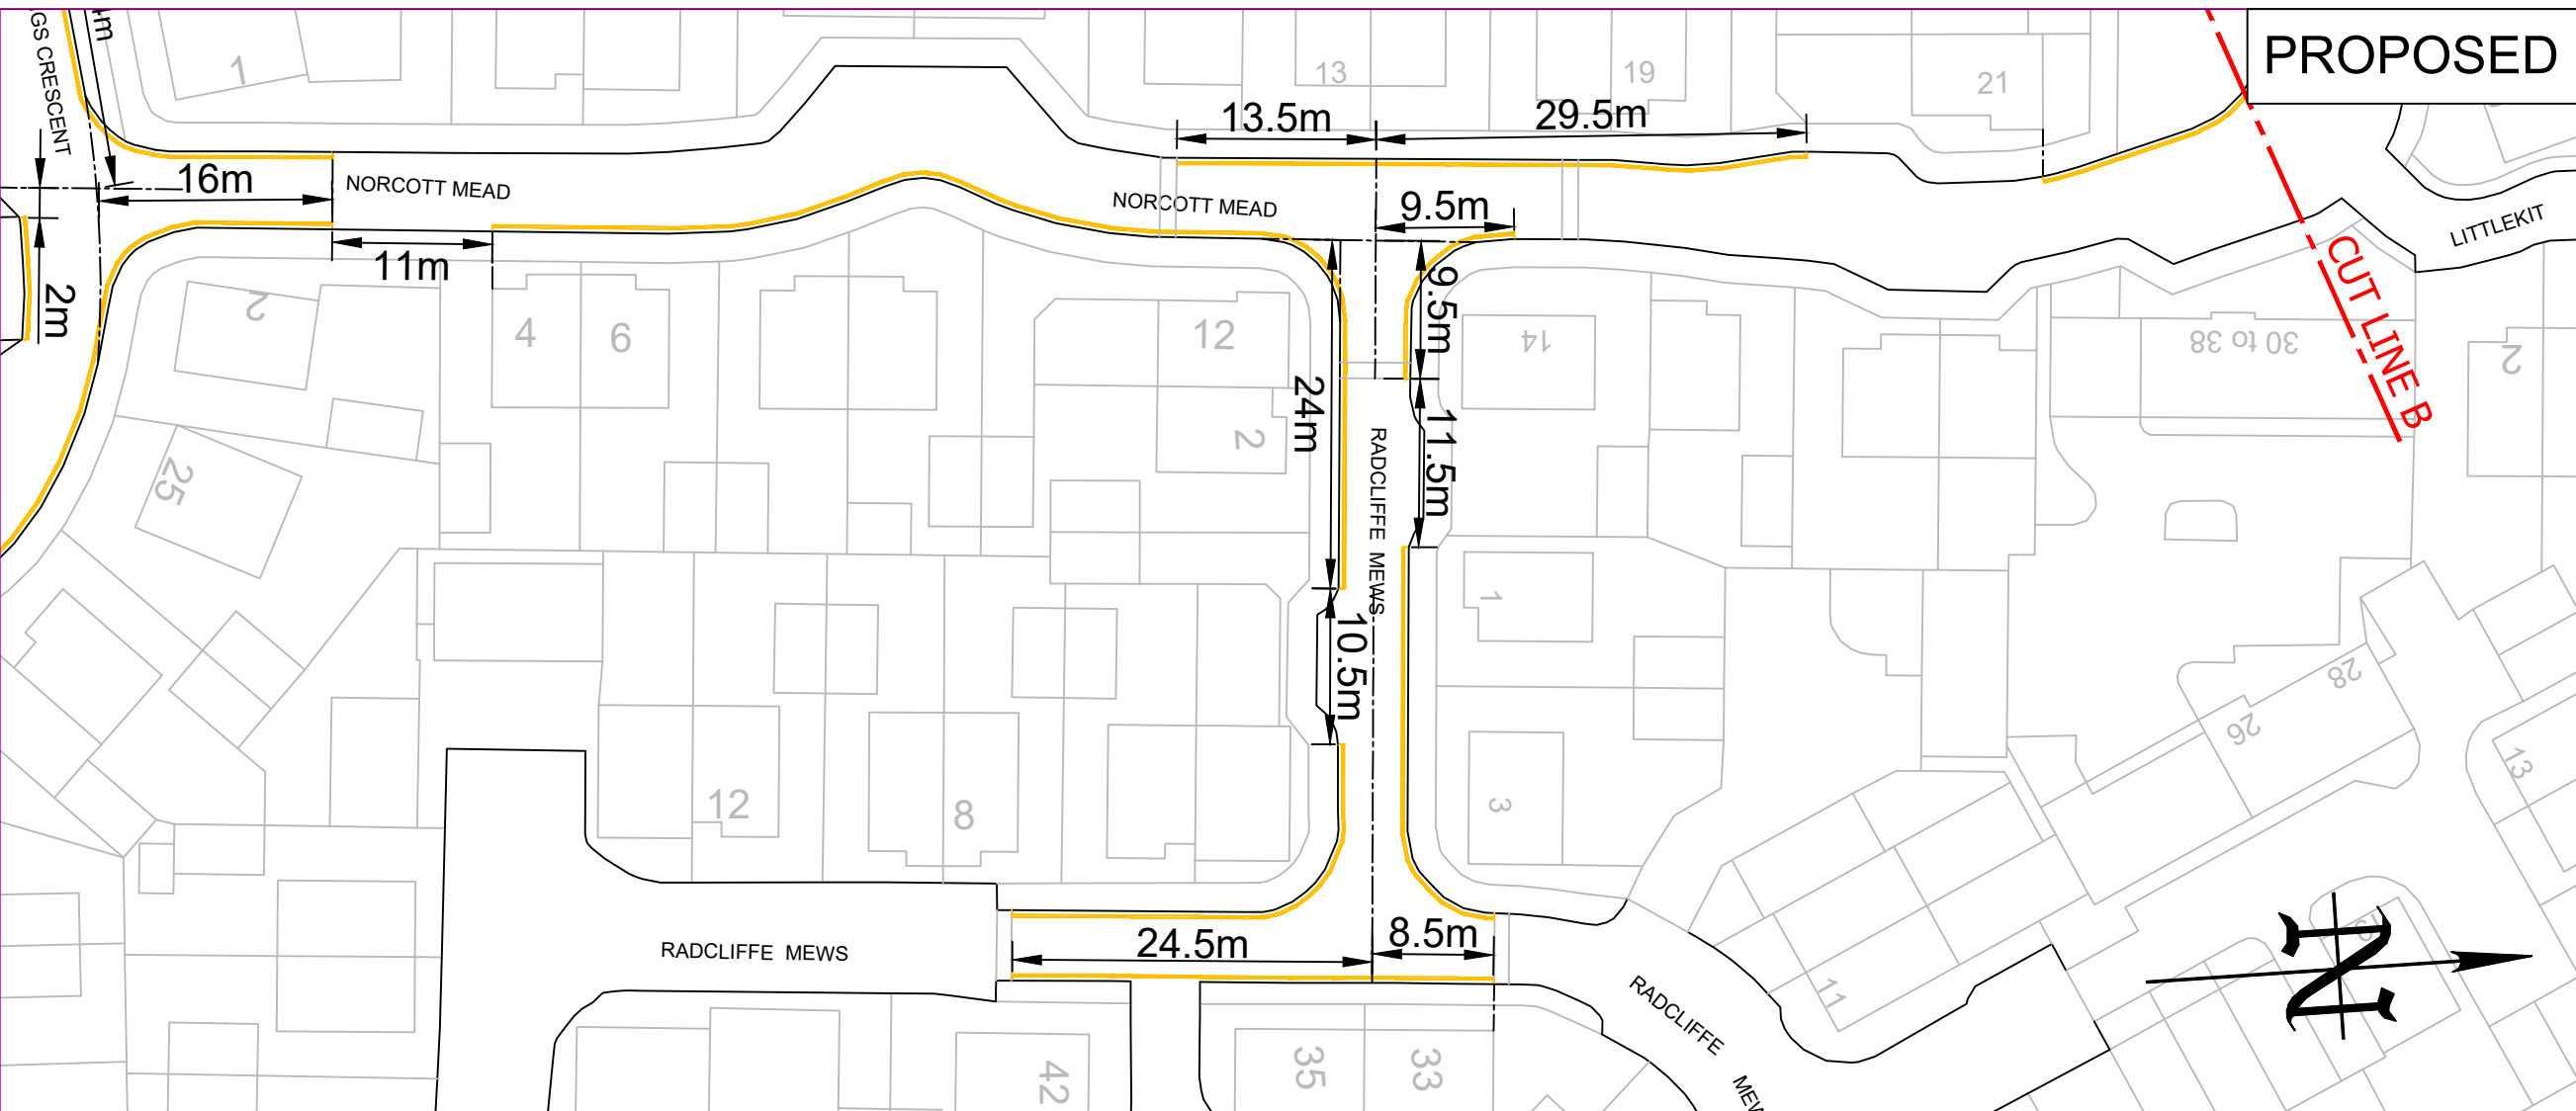 PROPOSED
GS CRESCENT
4m
1
13
19
21
13.5m
29.5m
16m
NORCOTT MEAD
NORCOTT MEAD
9.5m
LITTLEKIT
CUT LINE B
11m
2m
2
4
6
12
2
24m
9.5m
11.5m
14
30 to 38
2
25
RADCLIFFE MEWS
10.5m
1
3
28
26
13
12
8
RADCLIFFE MEWS
24.5m
8.5m
RADCLIFFE
MEW
11
N
42
35
33